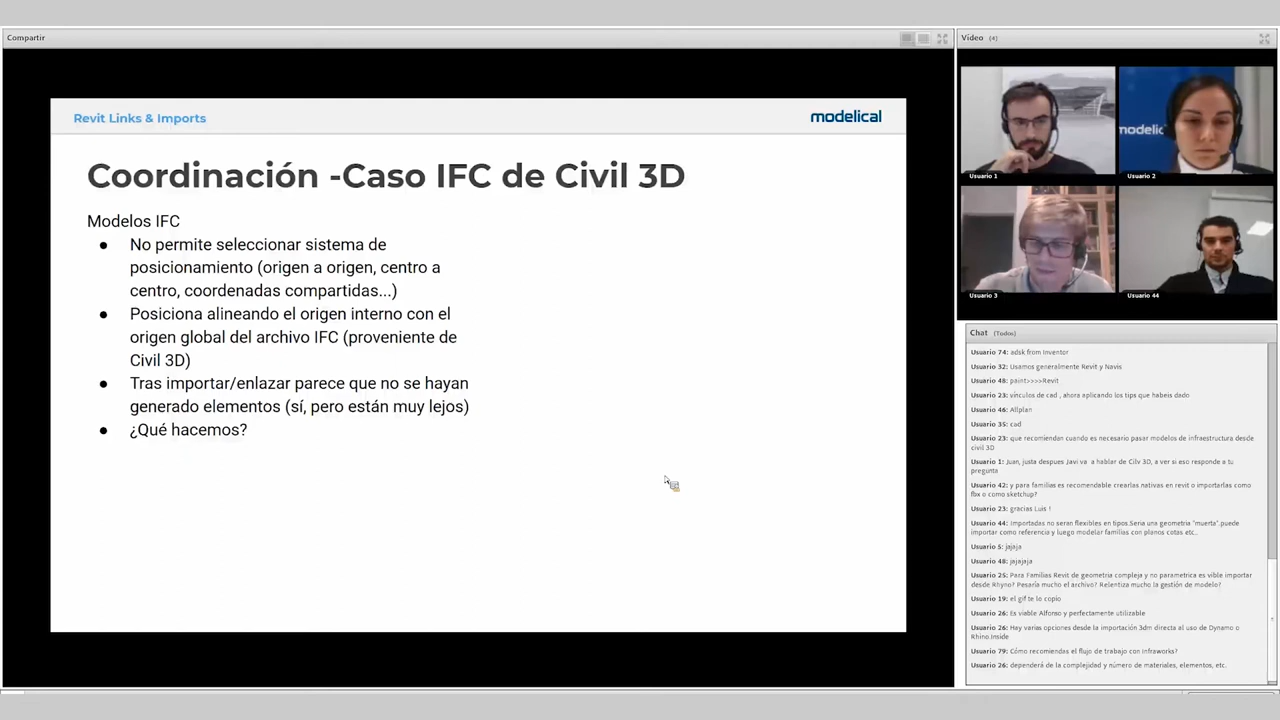 Compartir
Revit Links & Imports
modelical
Coordinación -Caso IFC de Civil 3D
Modelos IFC
● No permite seleccionar sistema de
posicionamiento (origen a origen, centro a
centro, coordenadas compartidas...)
● Posiciona alineando el origen interno con el
origen global del archivo IFC (proveniente de
Civil 3D)
● Tras importar/enlazar parece que no se hayan
generado elementos (sí, pero están muy lejos)
● ¿Qué hacemos?
Vídeo (4)
modelic
Usuario 1
Usuario 2
Usuario 3
Usuario 44
Chat (Todos)
Usuario 74: adsk from Inventor
Usuario 32: Usamos generalmente Revit y Navis
Usuario 48: paint>>>>Revit
Usuario 23: vinculos de cad , ahora aplicando los tips que habeis dado
Usuario 46: Allplan
Usuario 35: cad
Usuario 23: que recomiendan cuando es necesario pasar modelos de infraestructura desde
civil 3D
Usuario 1: Juan, justa despues Javi va a hablar de Cilv 3D, a ver si eso responde a tu
pregunta
Usuario 42: y para familias es recomendable crearlas nativas en revit o importarlas como
fbx o como sketchup?
Usuario 23: gracias Luis !
Usuario 44: Importadas no seran flexibles en tipos.Seria una geometria "muerta".puede
importar como referencia y luego modelar familias con planos cotas etc..
Usuario 5: jajaja
Usuario 48: jajajaja
Usuario 25: Para Familias Revit de geometria compleja y no parametrica es vible importar
desde Rhyno? Pesaría mucho el archivo? Relentiza mucho la gestión de modelo?
Usuario 19: el gif te lo copio
Usuario 26: Es viable Alfonso y perfectamente utilizable
Usuario 26: Hay varias opciones desde la importación 3dm directa al uso de Dynamo o
Rhino.Inside
Usuario 79: Cómo recomiendas el flujo de trabajo con Infraworks?
Usuario 26: dependerá de la complejidad y número de materiales, elementos, etc.